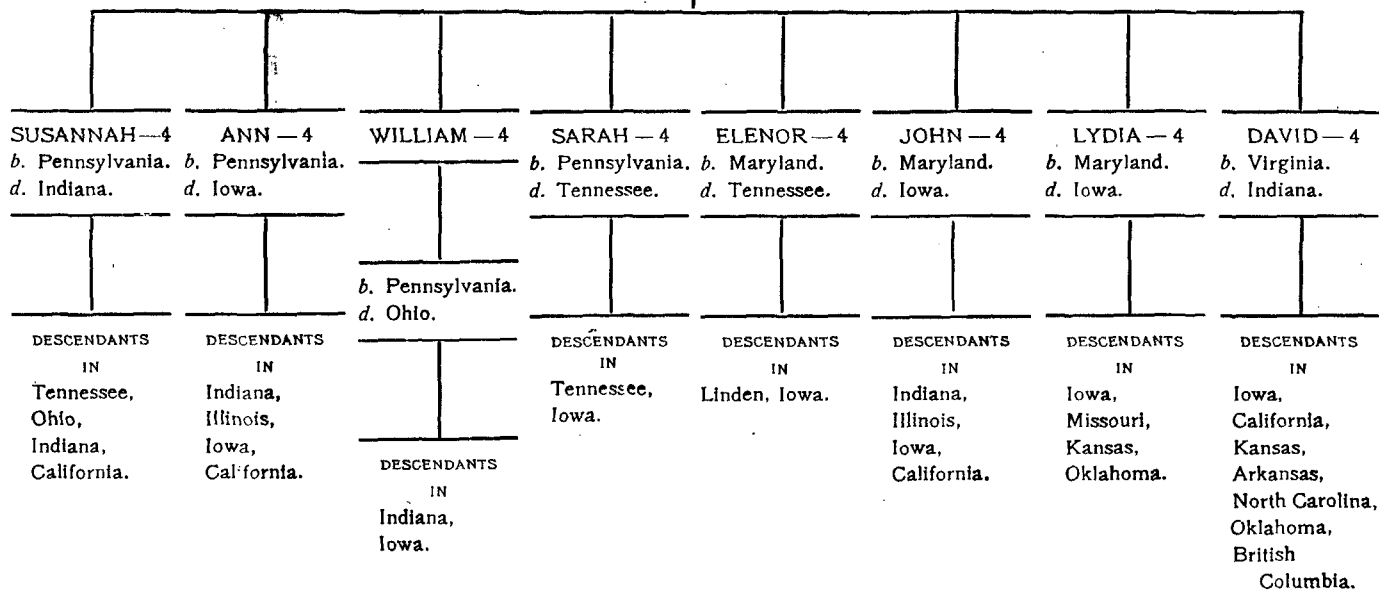 SUSANNAH—4
b. Pennsylvania.
d. Indiana.
DESCENDANTS
IN
Tennessee,
Ohio,
Indiana,
California.
ANN—4
b. Pennsylvania.
d. Iowa.
DESCENDANTS
IN
Indiana,
Illinois,
Iowa,
California.
WILLIAM—4
b. Pennsylvania.
d. Ohio.
DESCENDANTS
IN
Indiana,
Iowa.
SARAH—4
b. Pennsylvania.
d. Tennessee.
DESCENDANTS
IN
Tennessee,
Iowa.
ELENOR—4
b. Maryland.
d. Tennessee.
DESCENDANTS
IN
Linden, Iowa.
JOHN—4
b. Maryland.
d. Iowa.
DESCENDANTS
IN
Indiana,
Illinois,
Iowa,
California.
LYDIA—4
b. Maryland.
d. Iowa.
DESCENDANTS
IN
Iowa,
Missouri,
Kansas,
Oklahoma.
DAVID—4
b. Virginia.
d. Indiana.
DESCENDANTS
IN
Iowa,
California,
Kansas,
Arkansas,
North Carolina,
Oklahoma,
British
Columbia.